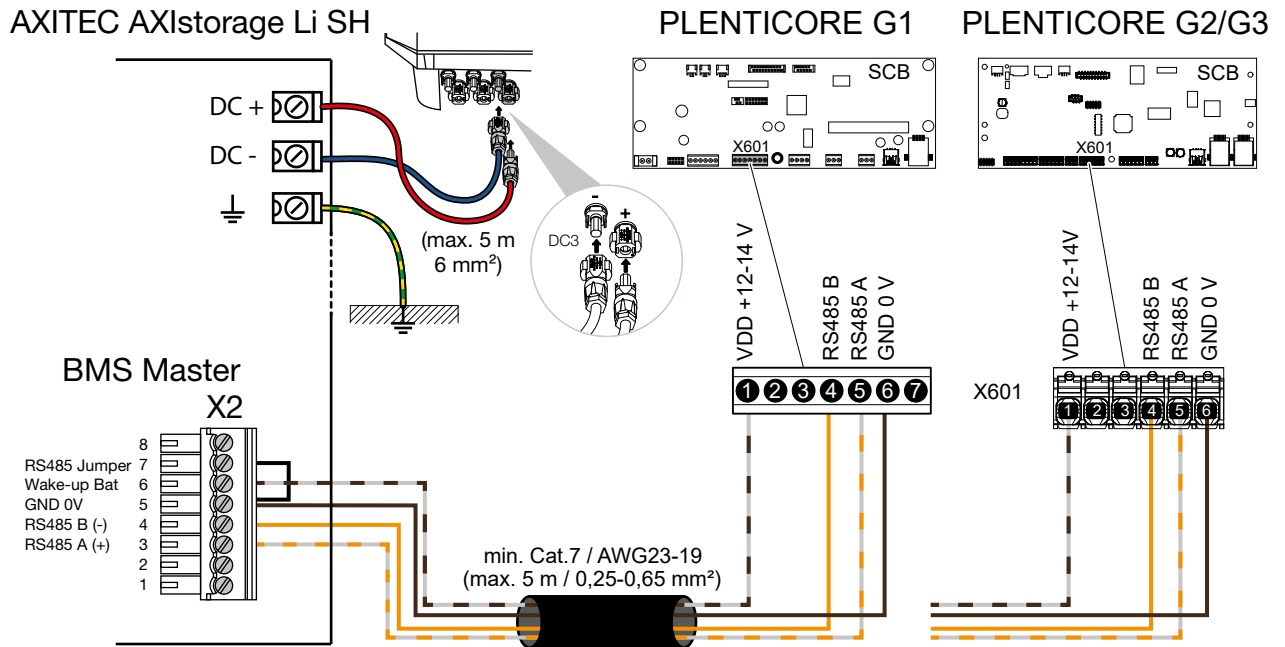 AXITEC AXIstorage Li SH
PLENTICORE G1
PLENTICORE G2/G3
DC +
DC -
(max. 5 m
6 mm²)
DC3
-
+
SCB
X601
SCB
X601
VDD +12-14 V
RS485 B
RS485 A
GND 0 V
VDD +12-14V
RS485 B
RS485 A
GND 0 V
1 2 3 4 5 6 7
X601
1 2 3 4 5 6
BMS Master
X2
8
RS485 Jumper 7
Wake-up Bat 6
GND 0V 5
RS485 B (-) 4
RS485 A (+) 3
2
1
min. Cat.7 / AWG23-19
(max. 5 m / 0,25-0,65 mm²)